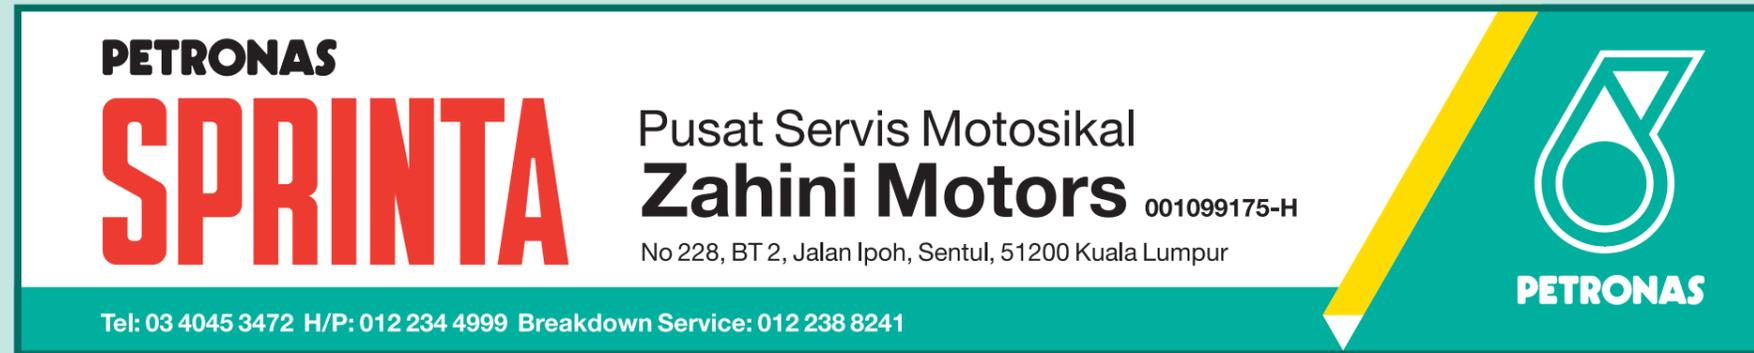 PETRONAS
SPRINTA
Pusat Servis Motosikal
Zahini Motors 001099175-H
No 228, BT 2, Jalan Ipoh, Sentul, 51200 Kuala Lumpur
Tel: 03 4045 3472 H/P: 012 234 4999 Breakdown Service: 012 238 8241
PETRONAS